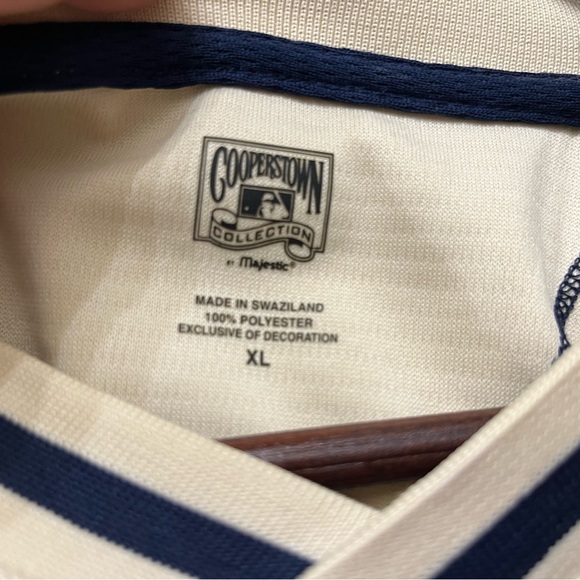 COOPERSTOWN
COLLECTION
BY Majestic®
MADE IN SWAZILAND
100% POLYESTER
EXCLUSIVE OF DECORATION
XL